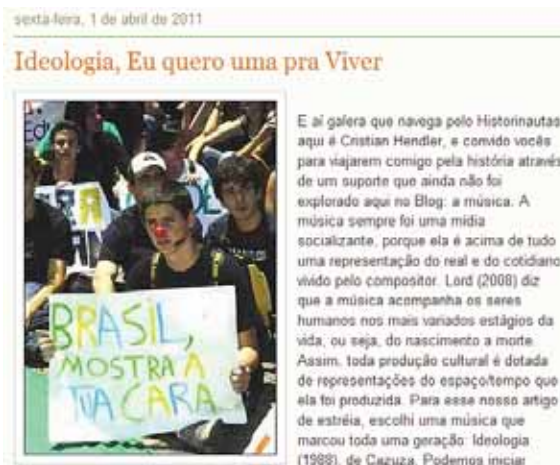 sexta-feira, 1 de abril de 2011
Ideologia, Eu quero uma pra Viver
BRASIL,
MOSTRA A
TUA CARA
E aí galera que navega polo Historinautas
aqui é Cristian Hendler, e convido vocês
para viajarem comigo pela história através
de um suporte que ainda não foi
explorado aqui no Blog: a música. A
música sempre foi uma mídia
socializante, porque ela é acima de tudo
uma representação do real e do cotidiano
vivido pelo compositor. Lord (2008) diz
que a música acompanha os seres
humanos nos mais variados estágios da
vida, ou seja, do nascimento a morte.
Assim, toda produção cultural é dotada
de representações do espaço/tempo que
ela foi produzida. Para esse nosso artigo
de estréia, escolhi uma música que
marcou toda uma geração: Ideologia
(1988), de Cazuza. Podemos iniciar